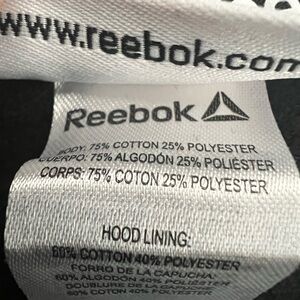 www.reebok.com
Reebok
BODY: 75% COTTON 25% POLYESTER
CUERPO: 75% ALGODÓN 25% POLIÉSTER
CORPS: 75% COTON 25% POLYESTER
HOOD LINING:
60% COTTON 40% POLYESTER
FORRO DE LA CAPUCHA:
60% ALGODÓN 40% POLIÉSTER
DOUBLURE DE LA CAPUCHE
60% COTON 40% POLYESTER